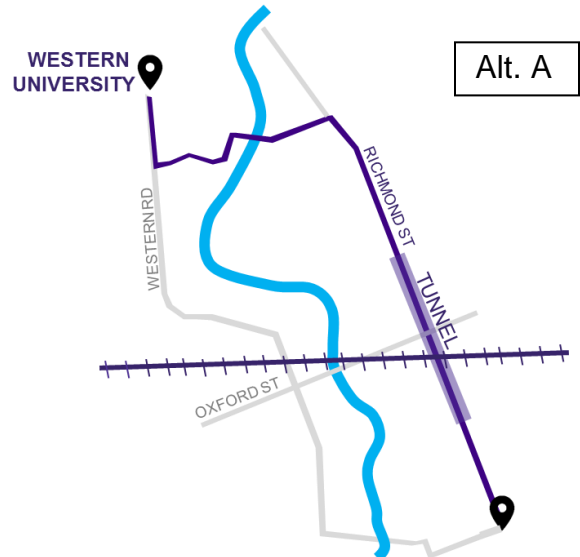 WESTERN
UNIVERSITY
Alt. A
RICHMOND ST
WESTERN RD
TUNNEL
OXFORD ST